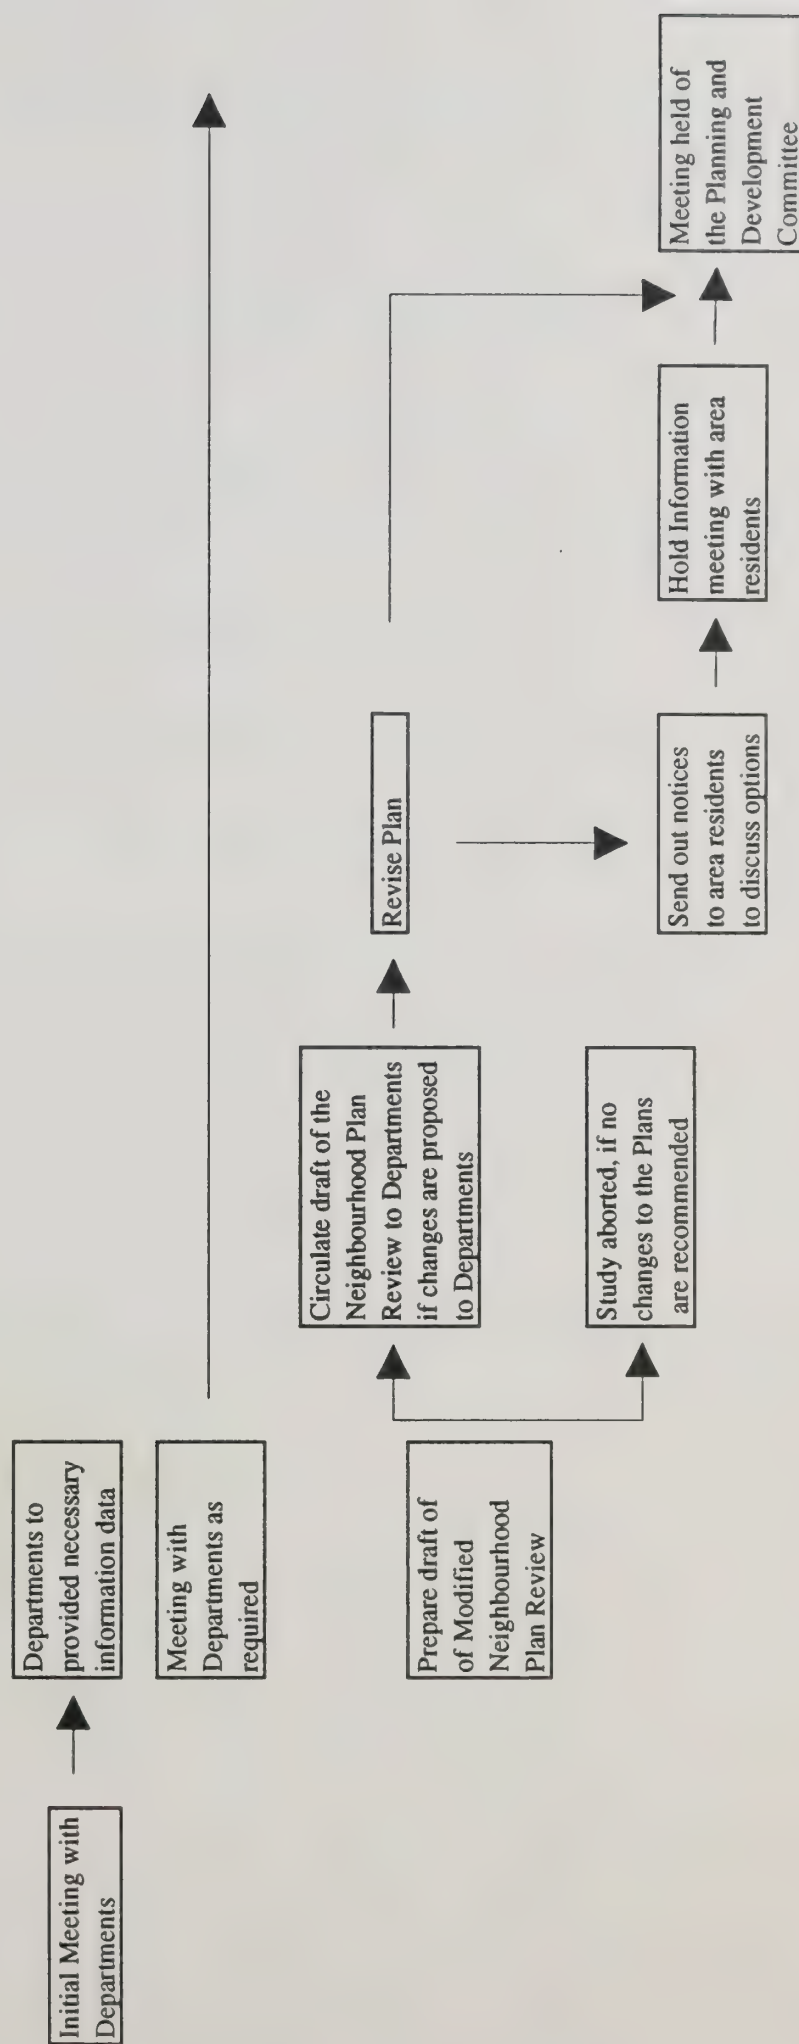 Initial Meeting with
Departments
Departments to
provided necessary
information data
Meeting with
Departments as
required
Prepare draft of
of Modified
Neighbourhood
Plan Review
Circulate draft of the
Neighbourhood Plan
Review to Departments
if changes are proposed
to Departments
Study aborted, if no
changes to the Plans
are recommended
Revise Plan
Send out notices
to area residents
to discuss options
Hold Information
meeting with area
residents
Meeting held of
the Planning and
Development
Committee